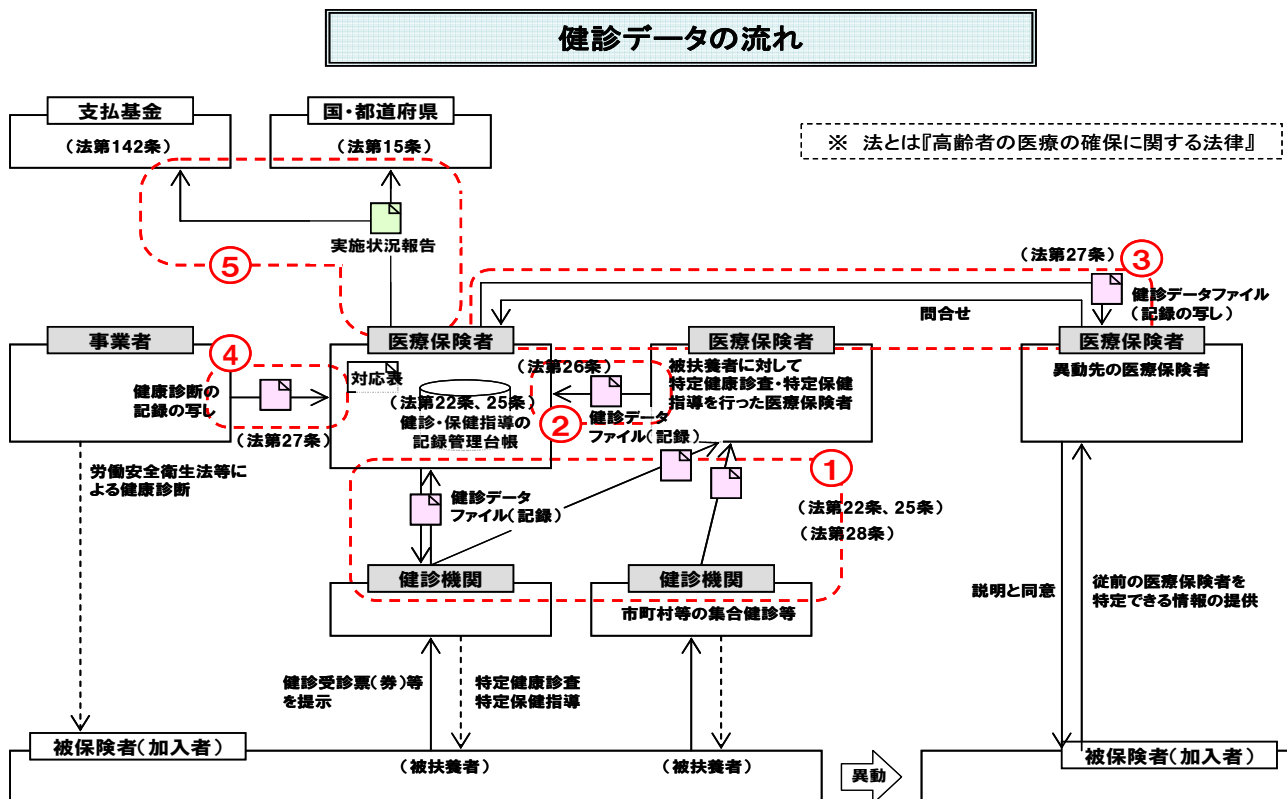 健診データの流れ
支払基金
(法第142条)
国・都道府県
(法第15条)
※ 法とは『高齢者の医療の確保に関する法律』
実施状況報告
⑤
(法第27条)
③
健診データファイル
(記録の写し)
問合せ
事業者
④
健康診断の
記録の写し
(法第27条)
医療保険者
対応表
(法第22条、25条)
健診・保健指導の
記録管理台帳
(法第26条)
②
健診データ
ファイル(記録)
医療保険者
被扶養者に対して
特定健康診査・特定保健
指導を行った医療保険者
医療保険者
異動先の医療保険者
労働安全衛生法等に
よる健康診断
①
健診データ
ファイル(記録)
(法第22条、25条)
(法第28条)
健診機関
健診機関
市町村等の集合健診等
説明と同意
従前の医療保険者を
特定できる情報の提供
健診受診票(券)等
を提示
特定健康診査
特定保健指導
被保険者(加入者)
(被扶養者)
(被扶養者)
異動
被保険者(加入者)